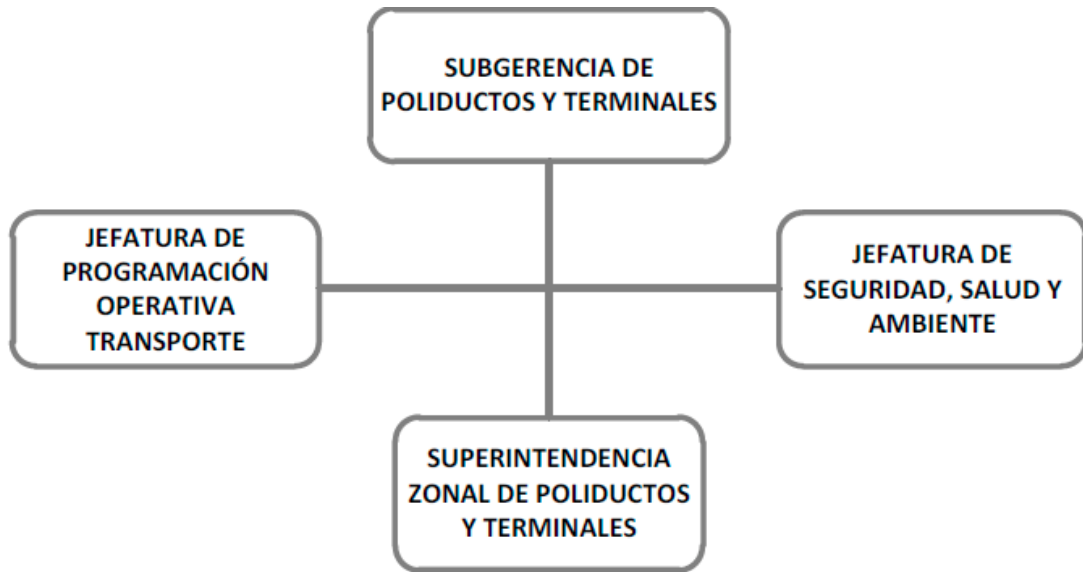 SUBGERENCIA DE
POLIDUCTOS Y TERMINALES
JEFATURA DE
PROGRAMACIÓN
OPERATIVA
TRANSPORTE
JEFATURA DE
SEGURIDAD, SALUD Y
AMBIENTE
SUPERINTENDENCIA
ZONAL DE POLIDUCTOS
Y TERMINALES